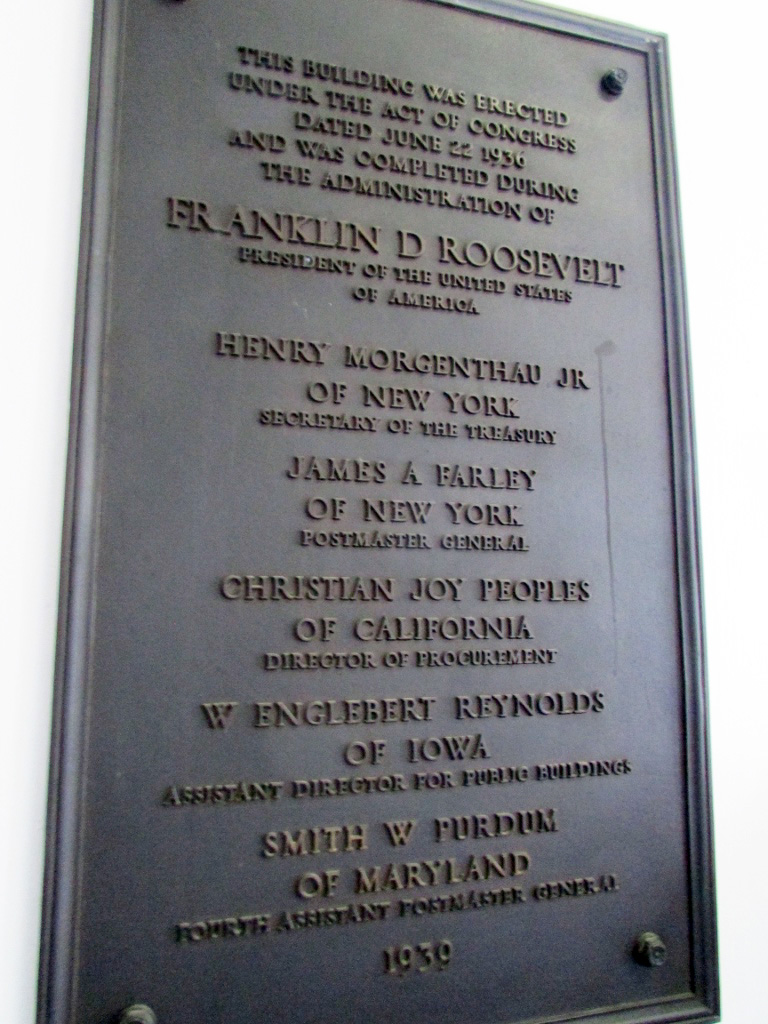 THIS BUILDING WAS ERECTED
UNDER THE ACT OF CONGRESS
DATED JUNE 22 1936
AND WAS COMPLETED DURING
THE ADMINISTRATION OF
FRANKLIN D ROOSEVELT
PRESIDENT OF THE UNITED STATES
OF AMERICA
HENRY MORGENTHAU JR
OF NEW YORK
SECRETARY OF THE TREASURY
JAMES A FARLEY
OF NEW YORK
POSTMASTER GENERAL
CHRISTIAN JOY PEOPLES
OF CALIFORNIA
DIRECTOR OF PROCUREMENT
W ENGLEBERT REYNOLDS
OF IOWA
ASSISTANT DIRECTOR FOR PUBLIC BUILDINGS
SMITH W PURDUM
OF MARYLAND
FOURTH ASSISTANT POSTMASTER GENERAL
1939